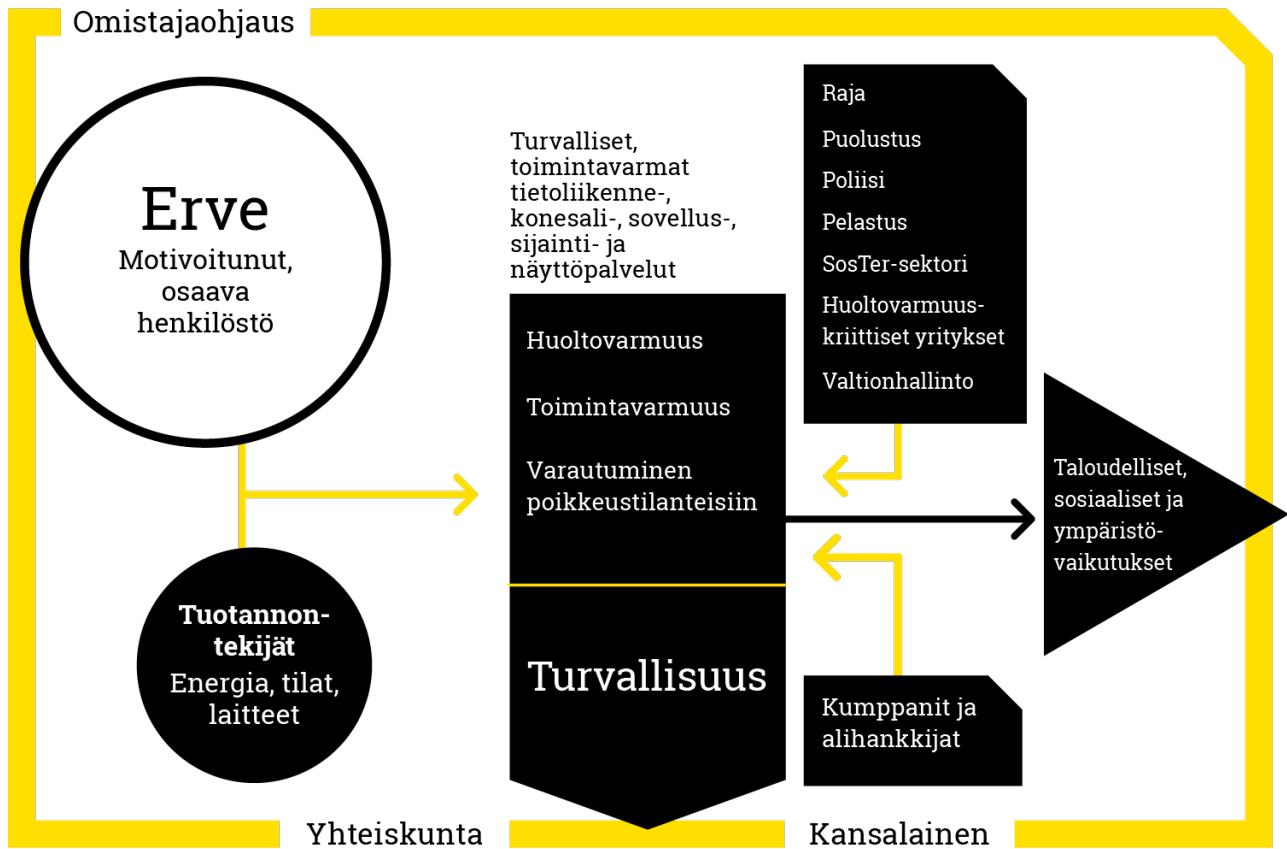 Omistajaohjaus
Erve
Motivoitunut,
osaava
henkilöstö
Tuotannon-
tekijät
Energia, tilat,
laitteet
Turvalliset,
toimintavarmat
tietoliikenne-,
konesali-, sovellus-,
sijainti- ja
näyttöpalvelut
Huoltovarmuus
Toimintavarmuus
Varautuminen
poikkeustilanteisiin
Turvallisuus
Raja
Puolustus
Poliisi
Pelastus
SosTer-sektori
Huoltovarmuus-
kriittiset yritykset
Valtionhallinto
Kumppanit ja
alihankkijat
Taloudelliset,
sosiaaliset ja
ympäristö-
vaikutukset
Yhteiskunta
Kansalainen